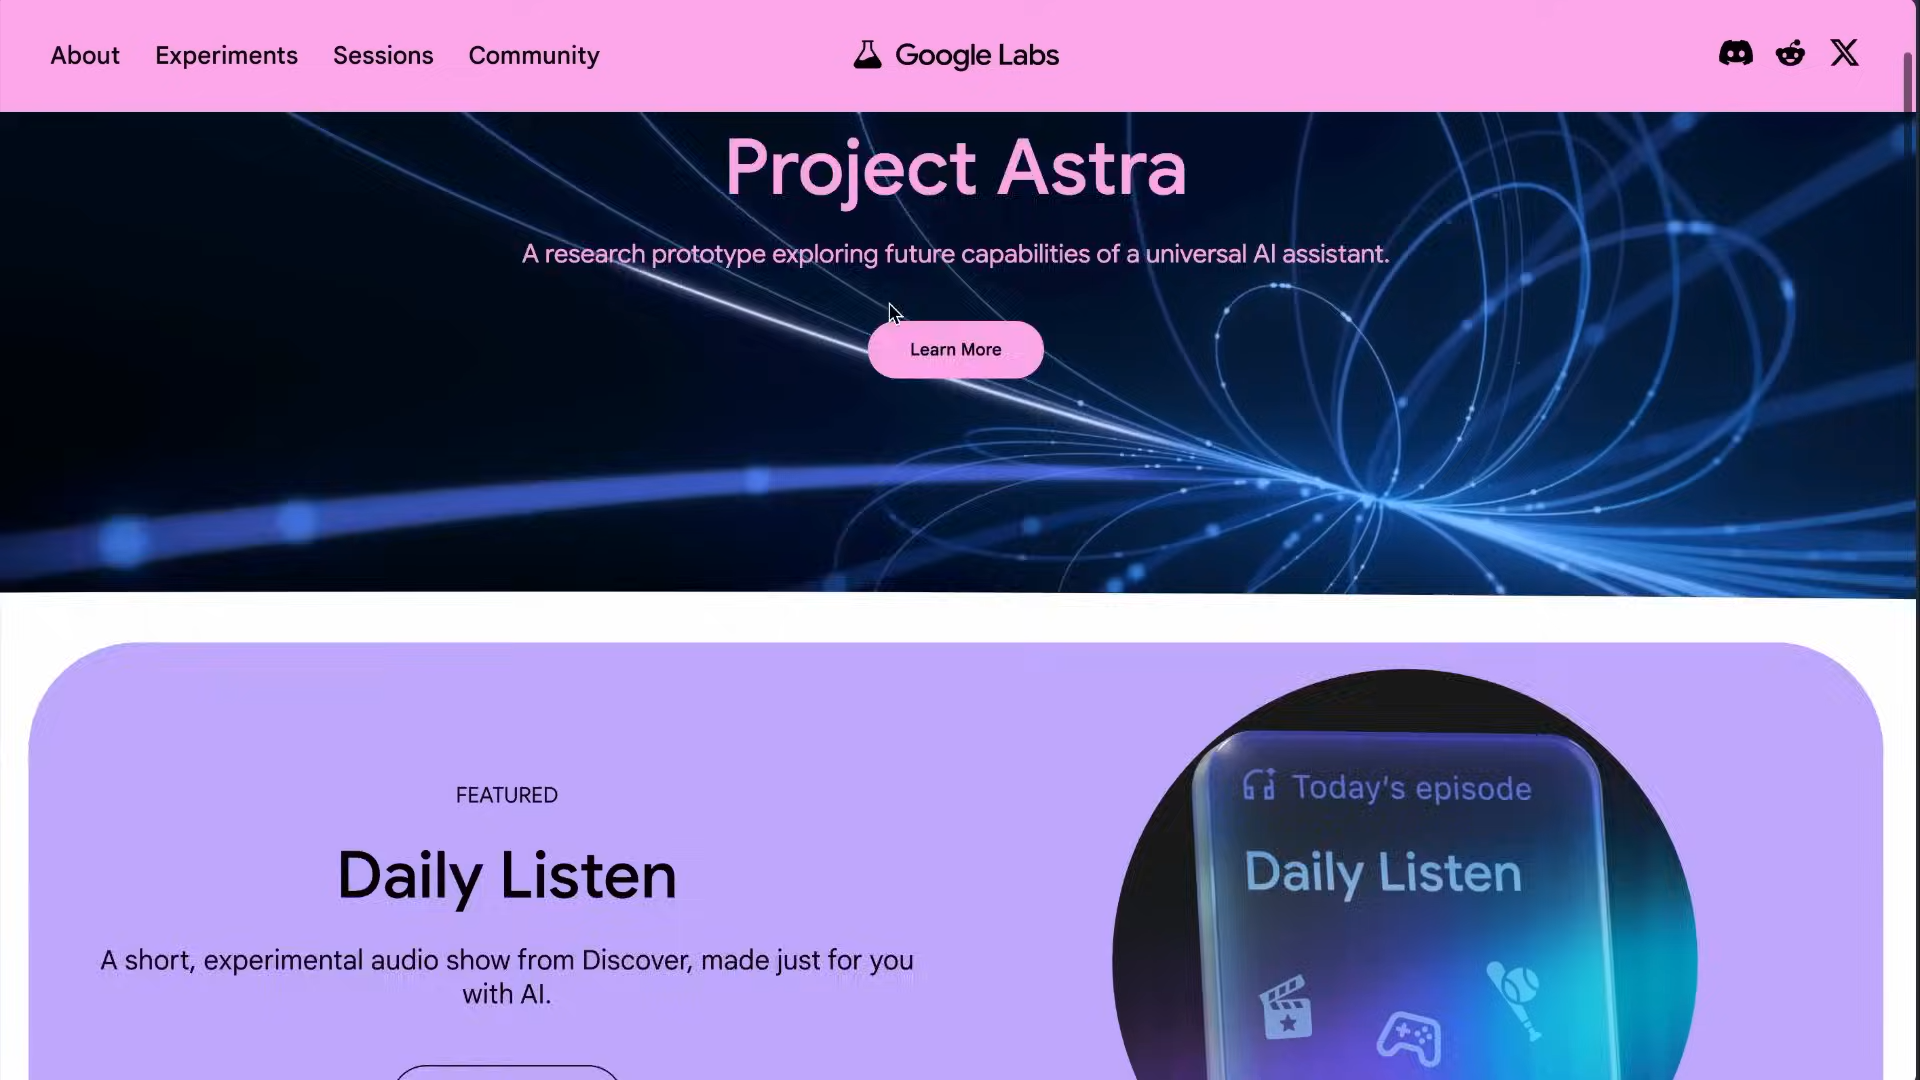 About Experiments Sessions Community
Google Labs
Project Astra
A research prototype exploring future capabilities of a universal AI assistant.
Learn More
FEATURED
Daily Listen
A short, experimental audio show from Discover, made just for you
with AI.
Today's episode
Daily Listen